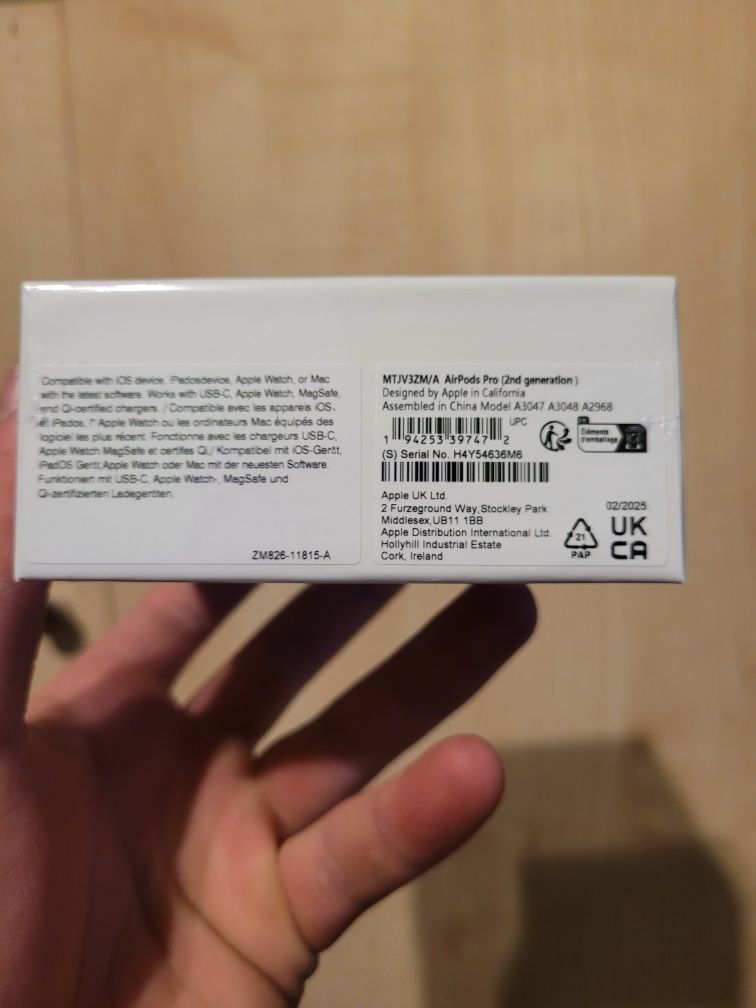 Compatible with iOS device, iPadosdevice, Apple Watch, or Mac
with the latest software. Works with USB-C, Apple Watch, MagSafe,
and Qi-certified chargers. / Compatible avec les appareils iOS.
et iPados, l' Apple Watch ou les ordinateurs Mac équipés des
logiciel les plus récent. Fonctionne avec les chargeurs USB-C,
Apple Watch MagSafe et certifés Qi./ Kompatibel mit iOS-Gerät,
iPadOS Gerät,Apple Watch oder Mac mit der neuesten Software.
Funktioniert mit USB-C, Apple Watch-, MagSafe und
Qi-zertifizierten Ladegeräten.
ZM826-11815-A
MTJV3ZM/A AirPods Pro (2nd generation )
Designed by Apple in California
Assembled in China Model A3047 A3048 A2968
UPC
1 94253 39747 2
Éléments
d'emballage
(S) Serial No. H4Y54636M6
Apple UK Ltd.
2 Furzeground Way,Stockley Park
Middlesex,UB11 1BB
Apple Distribution International Ltd.
Hollyhill Industrial Estate
Cork, Ireland
21
PAP
02/2025
UK
CA